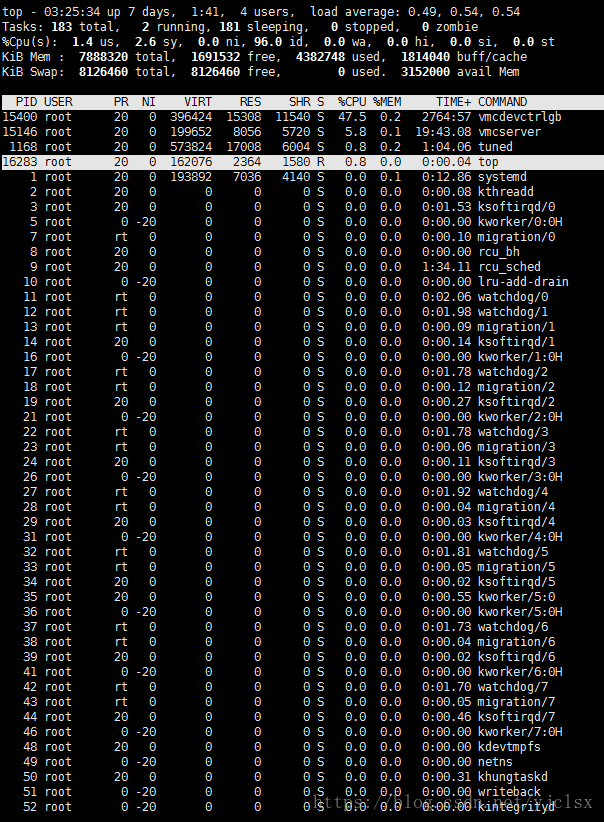 top - 03:25:34 up 7 days,  1:41,  4 users,  load average: 0.49, 0.54, 0.54
Tasks: 183 total,   2 running, 181 sleeping,   0 stopped,   0 zombie
%Cpu(s):  1.4 us,  2.6 sy,  0.0 ni, 96.0 id,  0.0 wa,  0.0 hi,  0.0 si,  0.0 st
KiB Mem :  7888320 total,  1691532 free,  4382748 used,  1814040 buff/cache
KiB Swap:  8126460 total,  8126460 free,        0 used.  3152000 avail Mem
PID USER      PR  NI    VIRT    RES    SHR S  %CPU %MEM     TIME+ COMMAND
15400 root      20   0  396424  15308  11540 S  47.5  0.2   2764:57 vmcdevctrlgb
15146 root      20   0  199652   8056   5720 S   5.8  0.1  19:43.08 vmcserver
1168 root      20   0  573824  17008   6004 S   0.8  0.2   1:04.06 tuned
16283 root      20   0  162076   2364   1580 R   0.8  0.0   0:00.04 top
1 root      20   0  193892   7036   4140 S   0.0  0.1   0:12.86 systemd
2 root      20   0       0      0      0 S   0.0  0.0   0:00.08 kthreadd
3 root      20   0       0      0      0 S   0.0  0.0   0:01.53 ksoftirqd/0
5 root       0 -20       0      0      0 S   0.0  0.0   0:00.00 kworker/0:0H
7 root      rt   0       0      0      0 S   0.0  0.0   0:00.10 migration/0
8 root      20   0       0      0      0 S   0.0  0.0   0:00.00 rcu_bh
9 root      20   0       0      0      0 S   0.0  0.0   1:34.11 rcu_sched
10 root       0 -20       0      0      0 S   0.0  0.0   0:00.00 lru-add-drain
11 root      rt   0       0      0      0 S   0.0  0.0   0:02.06 watchdog/0
12 root      rt   0       0      0      0 S   0.0  0.0   0:01.98 watchdog/1
13 root      rt   0       0      0      0 S   0.0  0.0   0:00.09 migration/1
14 root      20   0       0      0      0 S   0.0  0.0   0:00.14 ksoftirqd/1
16 root       0 -20       0      0      0 S   0.0  0.0   0:00.00 kworker/1:0H
17 root      rt   0       0      0      0 S   0.0  0.0   0:01.78 watchdog/2
18 root      rt   0       0      0      0 S   0.0  0.0   0:00.12 migration/2
19 root      20   0       0      0      0 S   0.0  0.0   0:00.27 ksoftirqd/2
21 root       0 -20       0      0      0 S   0.0  0.0   0:00.00 kworker/2:0H
22 root      rt   0       0      0      0 S   0.0  0.0   0:01.78 watchdog/3
23 root      rt   0       0      0      0 S   0.0  0.0   0:00.06 migration/3
24 root      20   0       0      0      0 S   0.0  0.0   0:00.11 ksoftirqd/3
26 root       0 -20       0      0      0 S   0.0  0.0   0:00.00 kworker/3:0H
27 root      rt   0       0      0      0 S   0.0  0.0   0:01.92 watchdog/4
28 root      rt   0       0      0      0 S   0.0  0.0   0:00.04 migration/4
29 root      20   0       0      0      0 S   0.0  0.0   0:00.03 ksoftirqd/4
31 root       0 -20       0      0      0 S   0.0  0.0   0:00.00 kworker/4:0H
32 root      rt   0       0      0      0 S   0.0  0.0   0:01.81 watchdog/5
33 root      rt   0       0      0      0 S   0.0  0.0   0:00.05 migration/5
34 root      20   0       0      0      0 S   0.0  0.0   0:00.02 ksoftirqd/5
35 root      20   0       0      0      0 S   0.0  0.0   0:00.55 kworker/5:0
36 root       0 -20       0      0      0 S   0.0  0.0   0:00.00 kworker/5:0H
37 root      rt   0       0      0      0 S   0.0  0.0   0:01.73 watchdog/6
38 root      rt   0       0      0      0 S   0.0  0.0   0:00.04 migration/6
39 root      20   0       0      0      0 S   0.0  0.0   0:00.02 ksoftirqd/6
41 root       0 -20       0      0      0 S   0.0  0.0   0:00.00 kworker/6:0H
42 root      rt   0       0      0      0 S   0.0  0.0   0:01.70 watchdog/7
43 root      rt   0       0      0      0 S   0.0  0.0   0:00.05 migration/7
44 root      20   0       0      0      0 S   0.0  0.0   0:00.46 ksoftirqd/7
46 root       0 -20       0      0      0 S   0.0  0.0   0:00.00 kworker/7:0H
48 root      20   0       0      0      0 S   0.0  0.0   0:00.00 kdevtmpfs
49 root       0 -20       0      0      0 S   0.0  0.0   0:00.00 netns
50 root      20   0       0      0      0 S   0.0  0.0   0:00.31 khungtaskd
51 root       0 -20       0      0      0 S   0.0  0.0   0:00.00 writeback
52 root       0 -20       0      0      0 S   0.0  0.0   0:00.00 kintegrityd
https://blog.csdn.net/yjclsx